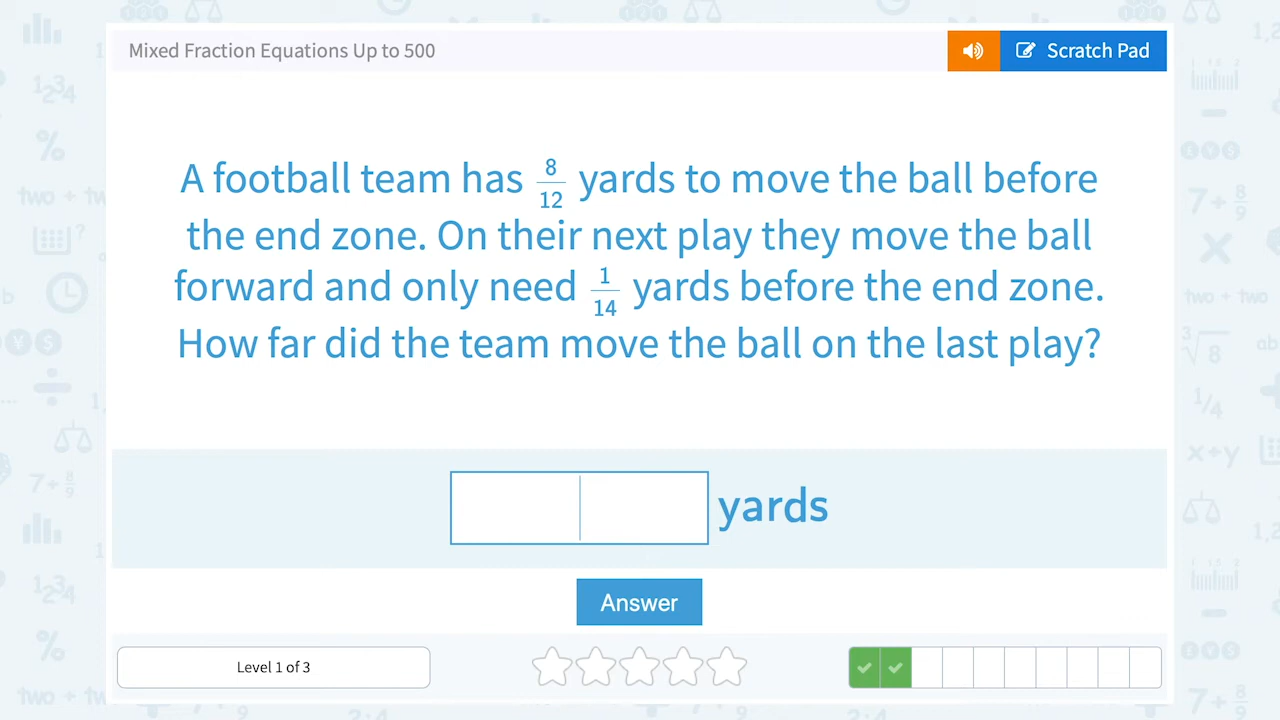 Mixed Fraction Equations Up to 500
Scratch Pad
A football team has 8/12 yards to move the ball before
the end zone. On their next play they move the ball
forward and only need 1/14 yards before the end zone.
How far did the team move the ball on the last play?
yards
Answer
Level 1 of 3